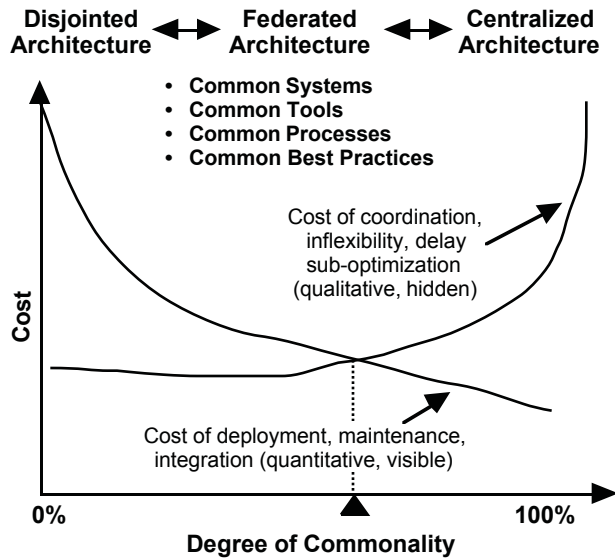 Disjointed Architecture
Federated Architecture
Centralized Architecture
• Common Systems
• Common Tools
• Common Processes
• Common Best Practices
Cost of coordination,
inflexibility, delay
sub-optimization
(qualitative, hidden)
Cost
Cost of deployment, maintenance,
integration (quantitative, visible)
0%
100%
Degree of Commonality